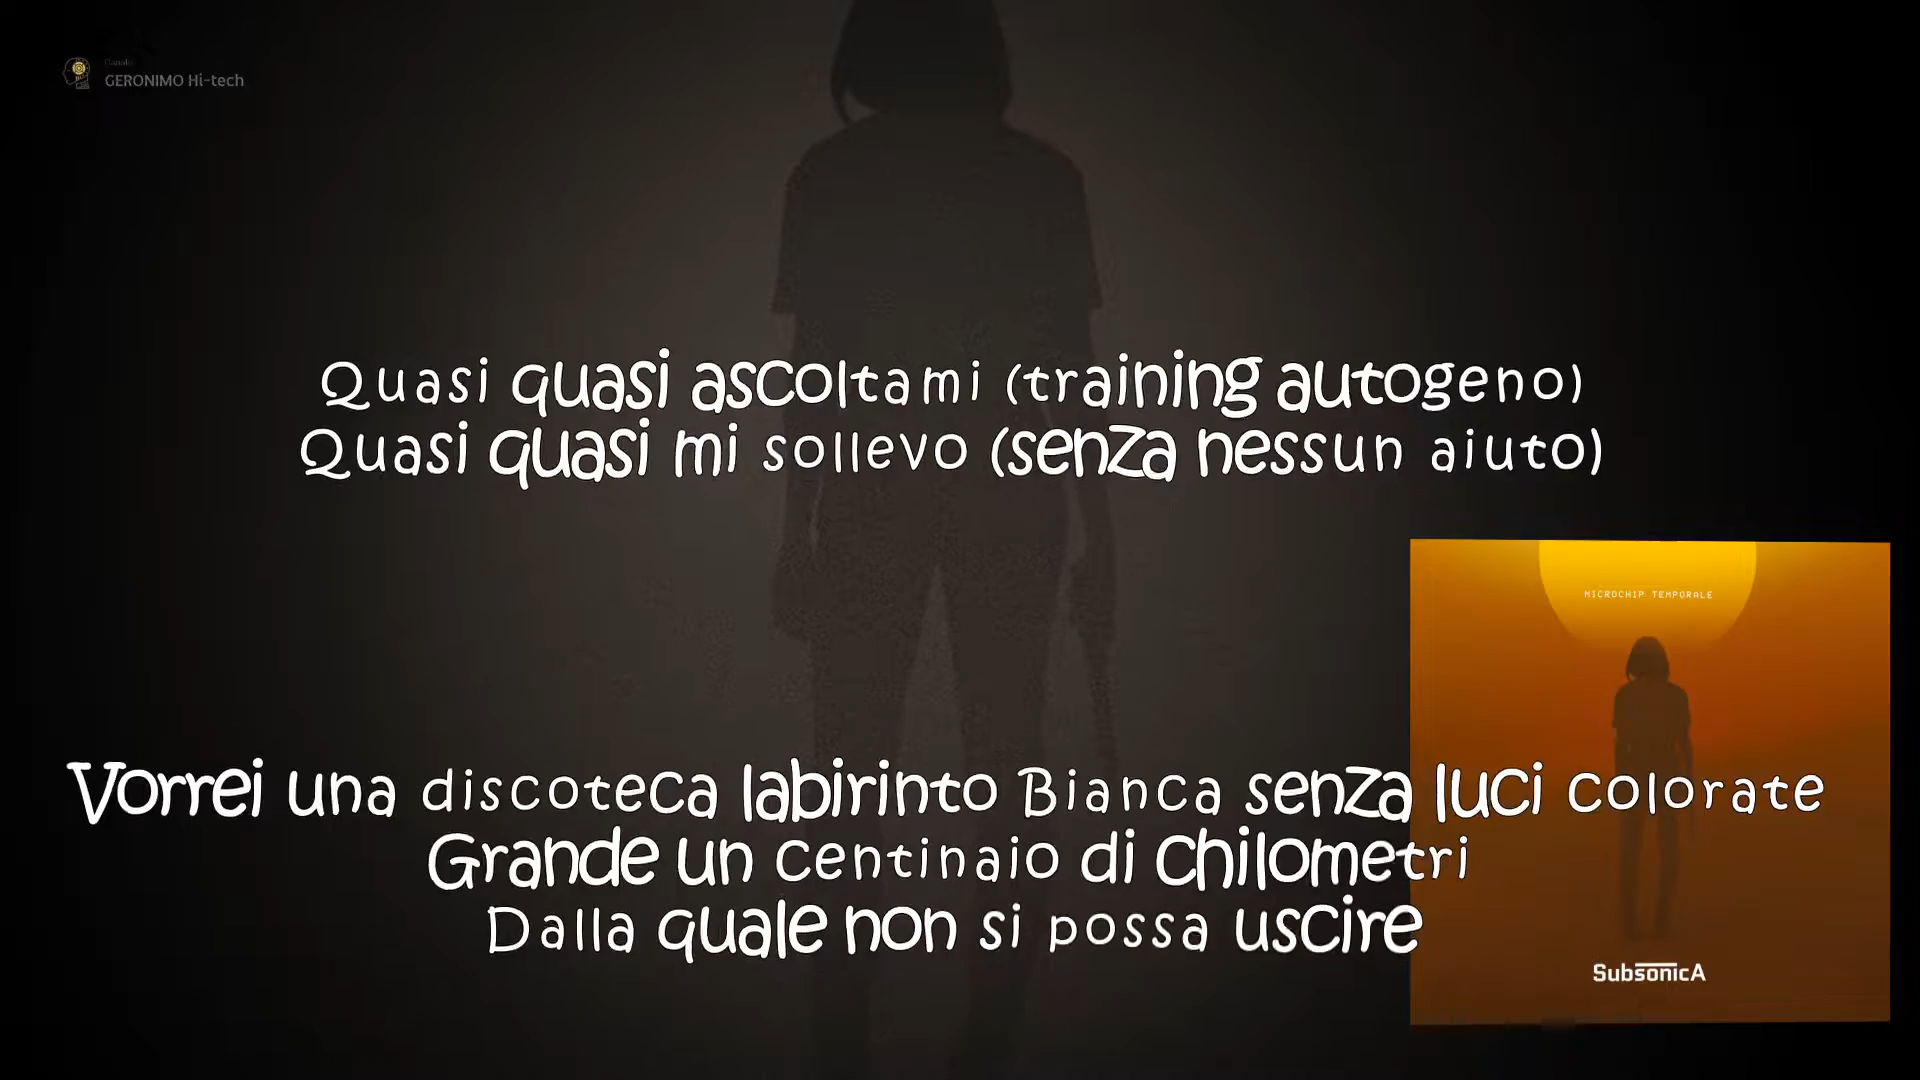 Canale
GERONIMO Hi-tech
Quasi quasi ascoltami (training autogeno)
Quasi quasi mi sollevo (senza nessun aiuto)
MICROCHIP TEMPORALE
Vorrei una discoteca labirinto Bianca senza luci colorate
Grande un centinaio di chilometri
Dalla quale non si possa uscire
SubsonicA